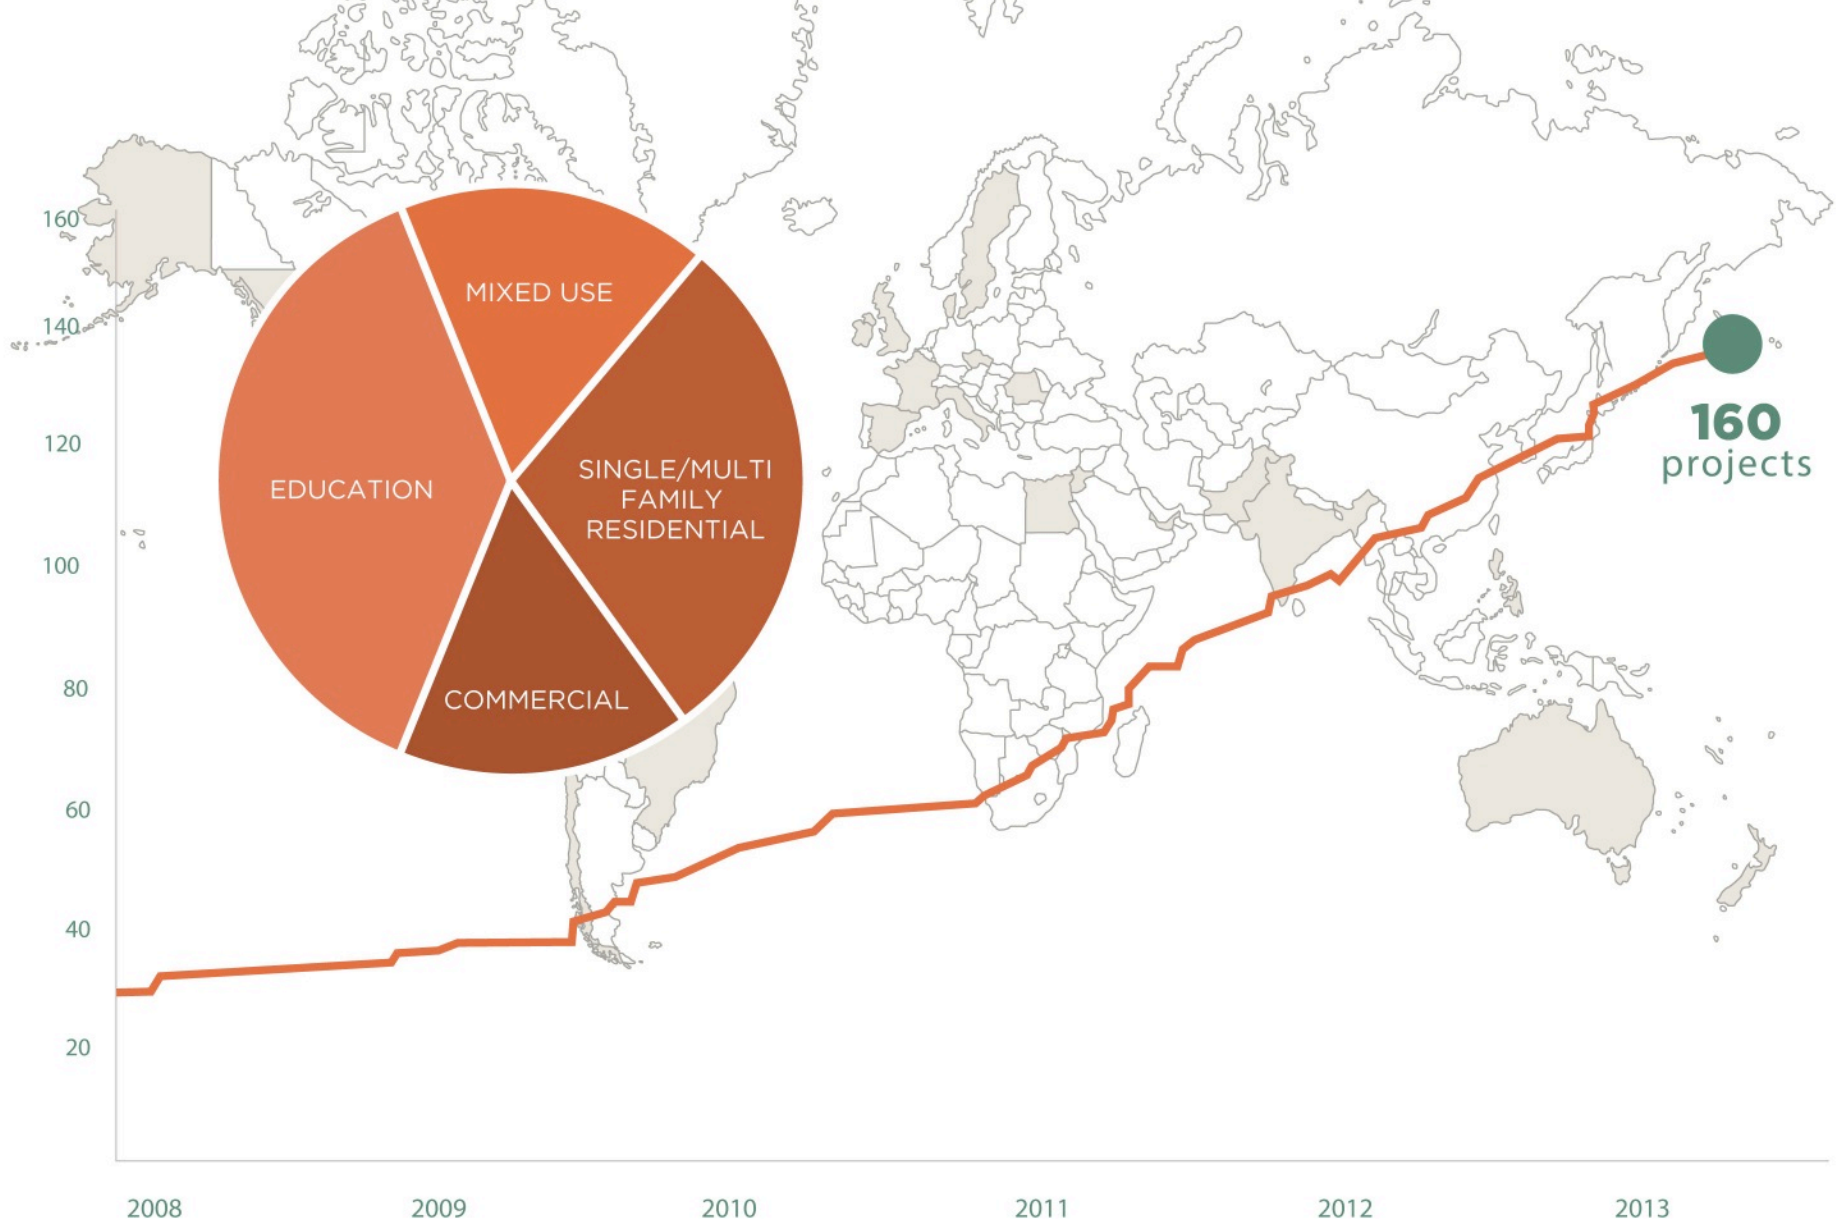 160
140
120
100
80
60
40
20
MIXED USE
EDUCATION
SINGLE/MULTI
FAMILY
RESIDENTIAL
COMMERCIAL
160
projects
2008
2009
2010
2011
2012
2013